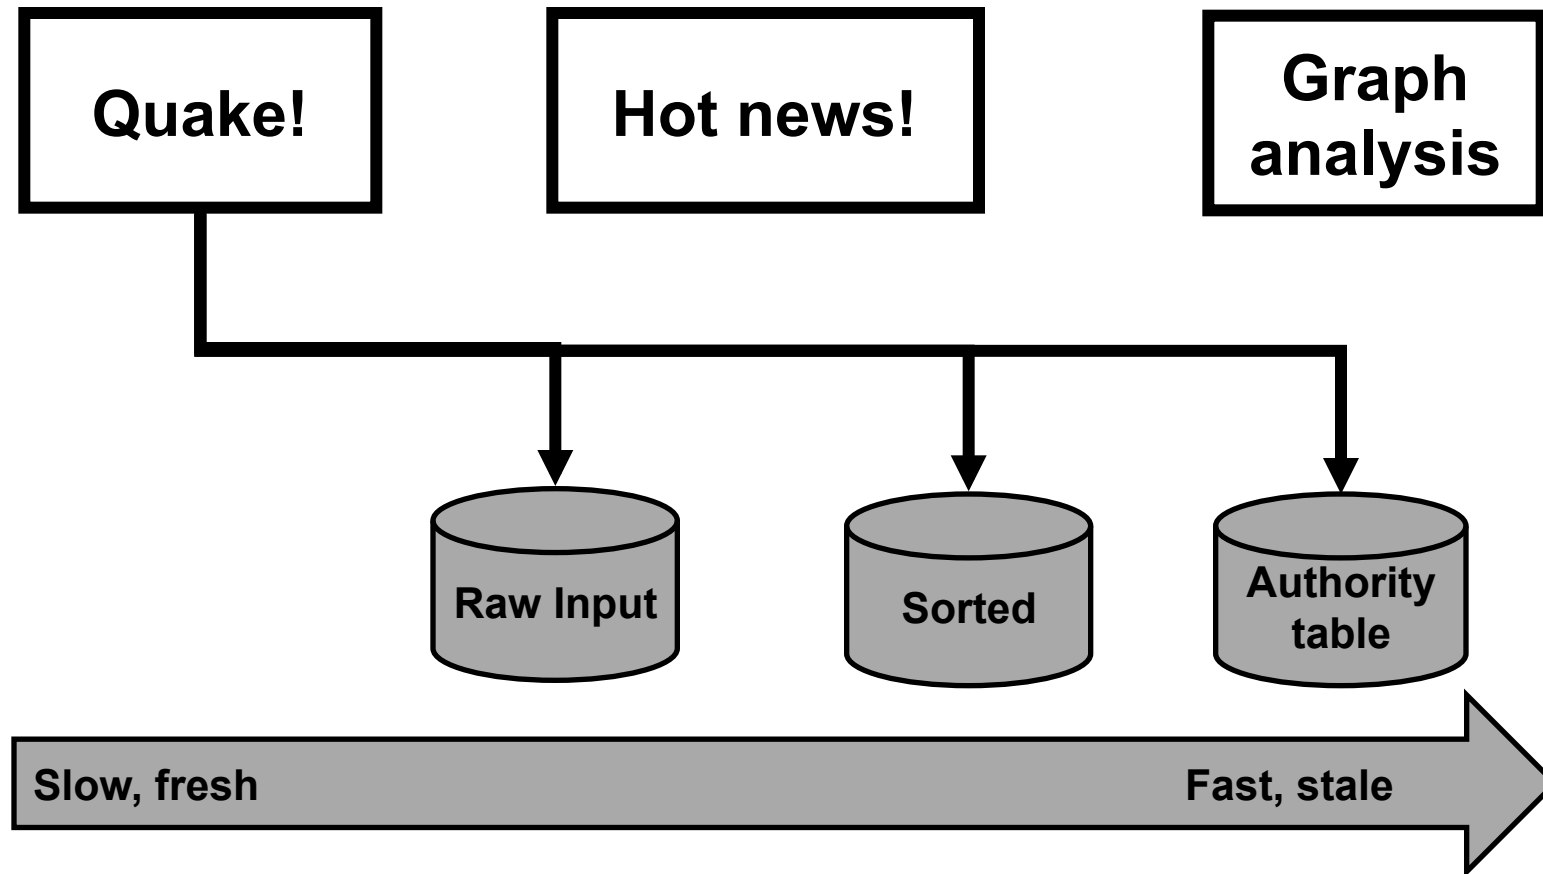 Quake!
Hot news!
Graph
analysis
Raw Input
Sorted
Authority
table
Slow, fresh
Fast, stale